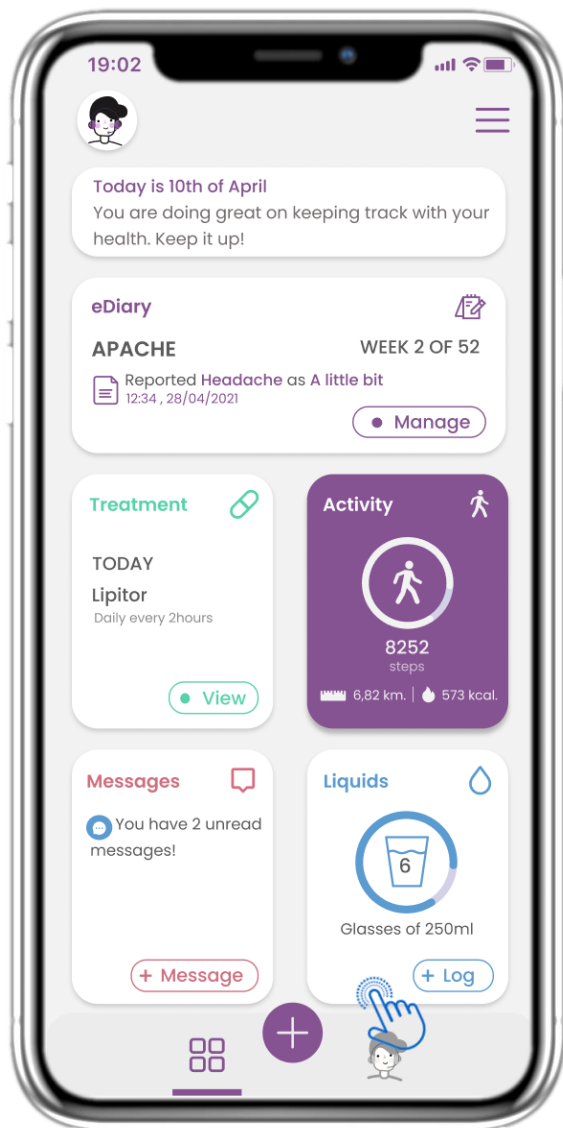 19:02
Today is 10th of April
You are doing great on keeping track with your
health. Keep it up!
eDiary
APACHE
WEEK 2 OF 52
Reported Headache as A little bit
12:34 , 28/04/2021
Manage
Treatment
TODAY
Lipitor
Daily every 2hours
View
Activity
8252
steps
6,82 km. | 573 kcal.
Messages
You have 2 unread
messages!
+ Message
Liquids
6
Glasses of 250ml
+ Log